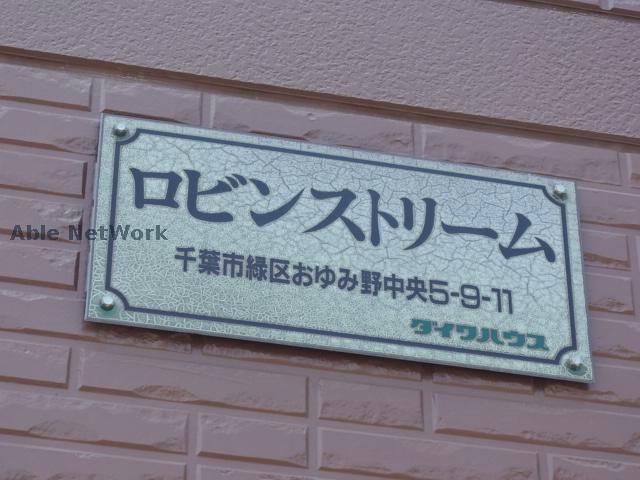 ロビンストリーム
Able NetWork
千葉市緑区おゆみ野中央5-9-11
ダイワハウス